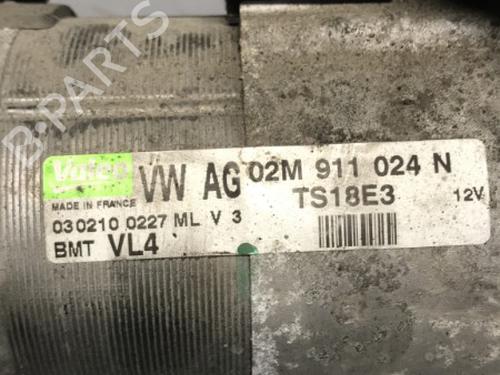 B-PARTS
Valeo VW AG 02M 911 024 N
MADE IN FRANCE TS18E3 12V
030210 0227 ML V 3
BMT VL4